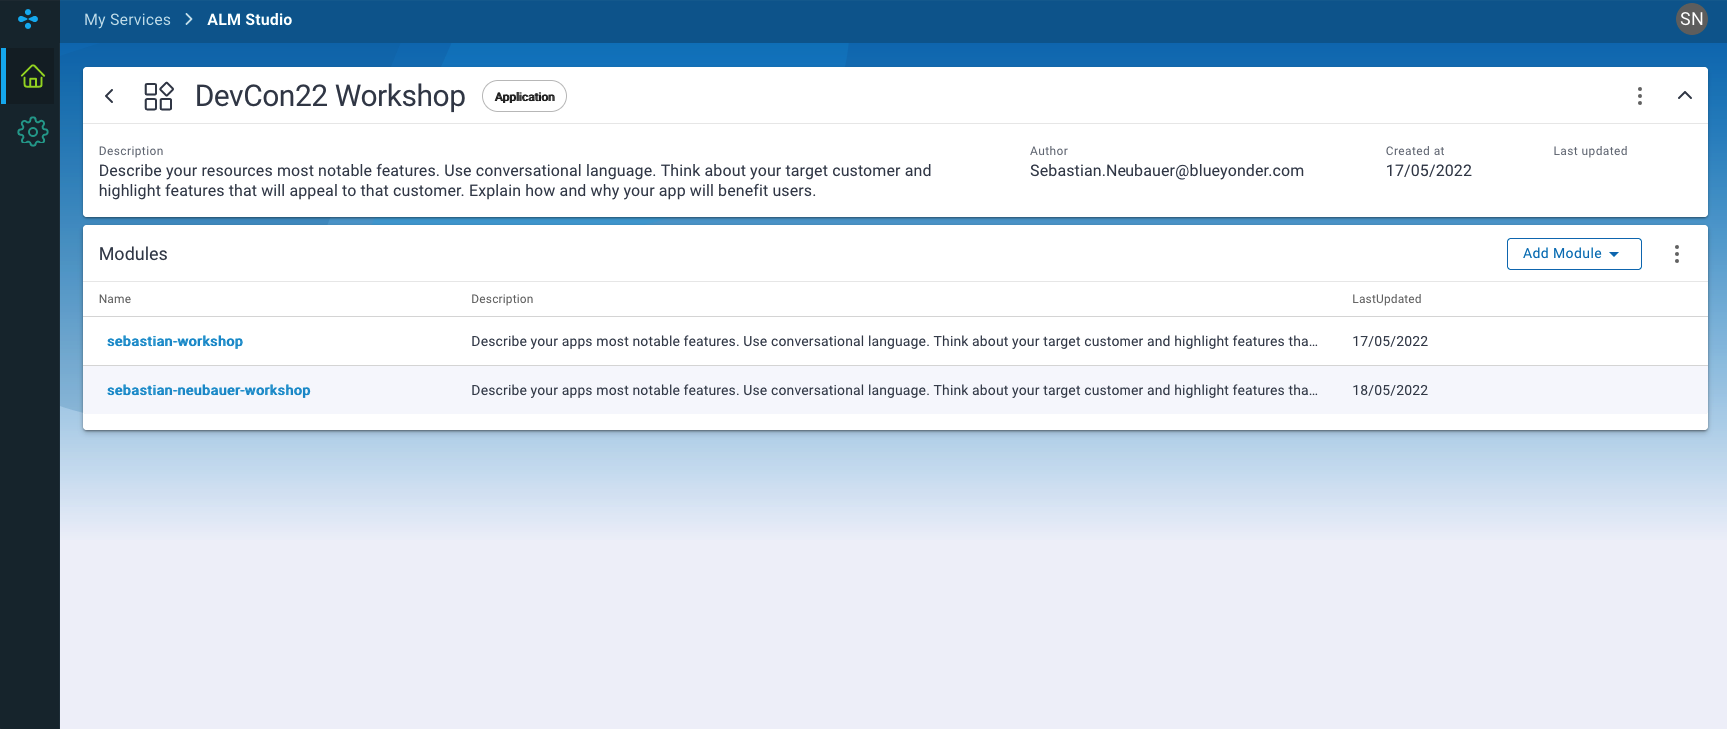 My Services > ALM Studio
SN
DevCon22 Workshop
Application
Description
Describe your resources most notable features. Use conversational language. Think about your target customer and
highlight features that will appeal to that customer. Explain how and why your app will benefit users.
Author
Sebastian.Neubauer@blueyonder.com
Created at
17/05/2022
Last updated
Modules
Add Module
Name Description LastUpdated
sebastian-workshop Describe your apps most notable features. Use conversational language. Think about your target customer and highlight features tha... 17/05/2022
sebastian-neubauer-workshop Describe your apps most notable features. Use conversational language. Think about your target customer and highlight features tha... 18/05/2022